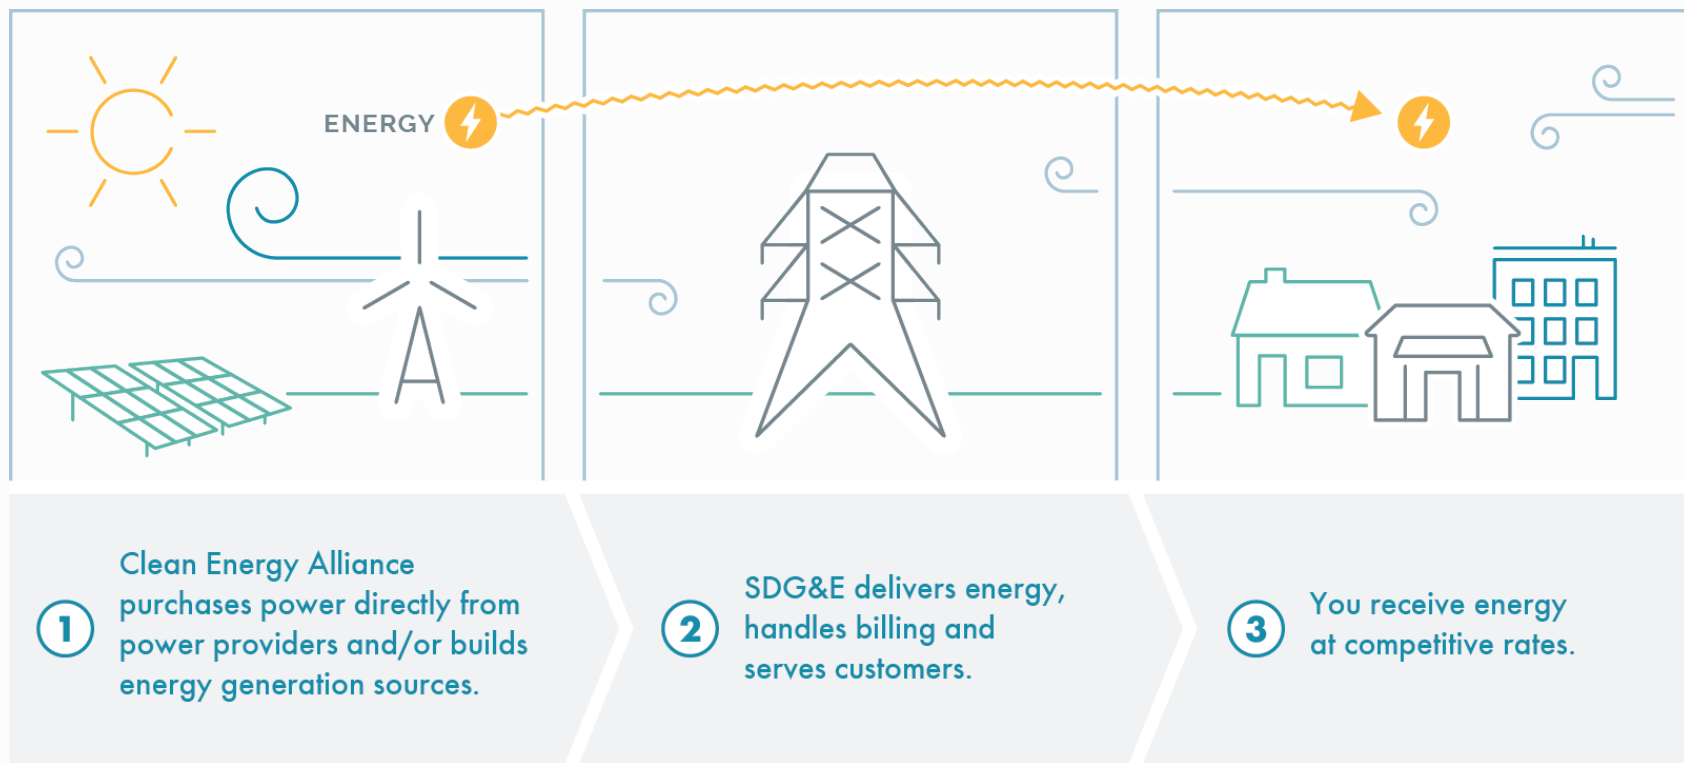 ENERGY
1
Clean Energy Alliance
purchases power directly from
power providers and/or builds
energy generation sources.
2
SDG&E delivers energy,
handles billing and
serves customers.
3
You receive energy
at competitive rates.